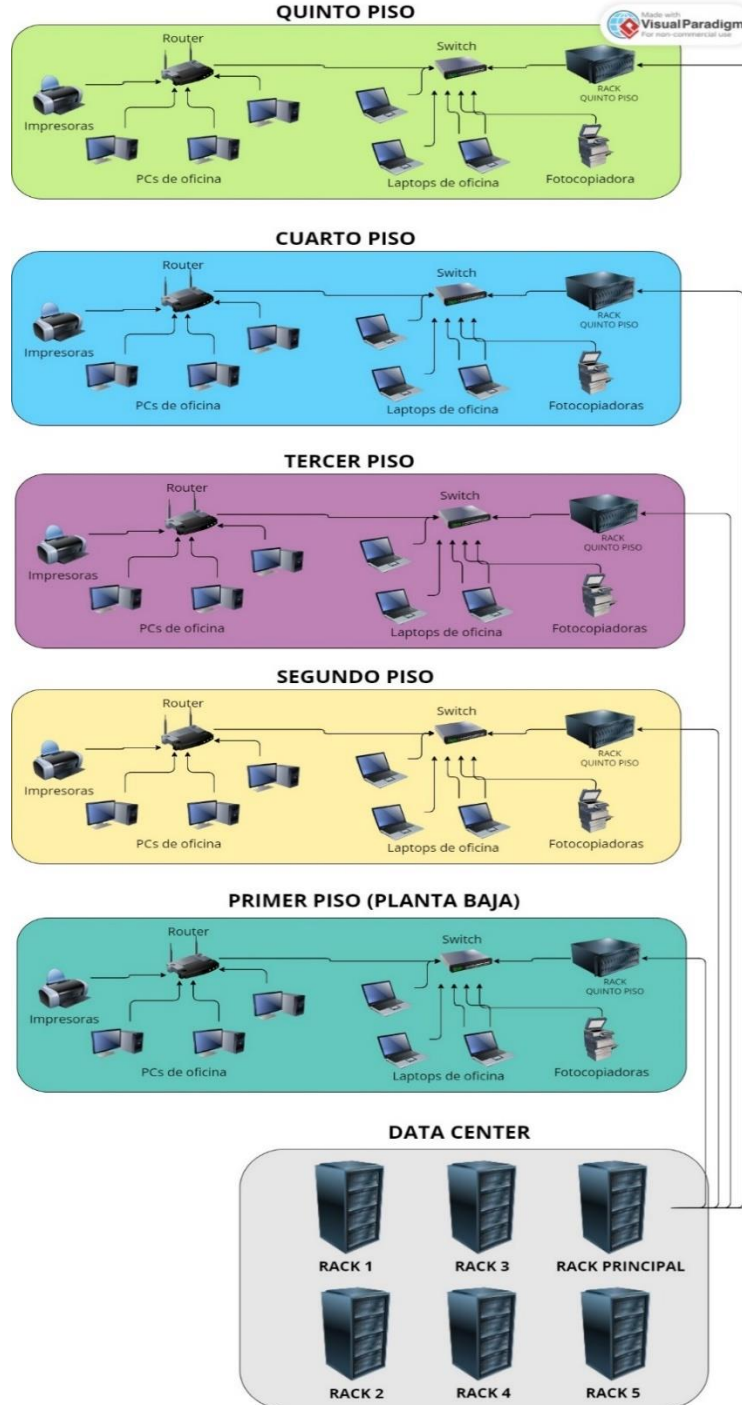 QUINTO PISO
Made with
Visual Paradigm
For non-commercial use
Router
Switch
RACK
QUINTO PISO
Impresoras
PCs de oficina
Laptops de oficina
Fotocopiadora
CUARTO PISO
Router
Switch
RACK
QUINTO PISO
Impresoras
PCs de oficina
Laptops de oficina
Fotocopiadoras
TERCER PISO
Router
Switch
RACK
QUINTO PISO
Impresoras
PCs de oficina
Laptops de oficina
Fotocopiadoras
SEGUNDO PISO
Router
Switch
RACK
QUINTO PISO
Impresoras
PCs de oficina
Laptops de oficina
Fotocopiadoras
PRIMER PISO (PLANTA BAJA)
Router
Switch
RACK
QUINTO PISO
Impresoras
PCs de oficina
Laptops de oficina
Fotocopiadoras
DATA CENTER
RACK 1
RACK 3
RACK PRINCIPAL
RACK 2
RACK 4
RACK 5